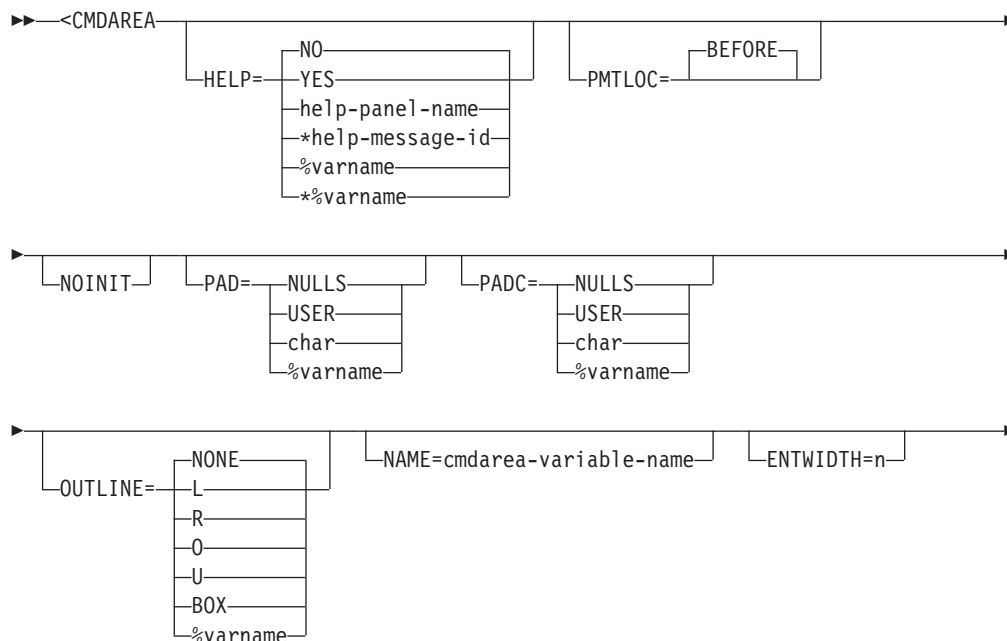 <CMDAREA
HELP=
NO
YES
help-panel-name
*help-message-id
%varname
*%varname
PMTLOC=
BEFORE
NOINIT
PAD=
NULLS
USER
char
%varname
PADC=
NULLS
USER
char
%varname
OUTLINE=
NONE
L
R
O
U
BOX
%varname
NAME=cmdarea-variable-name
ENTWIDTH=n